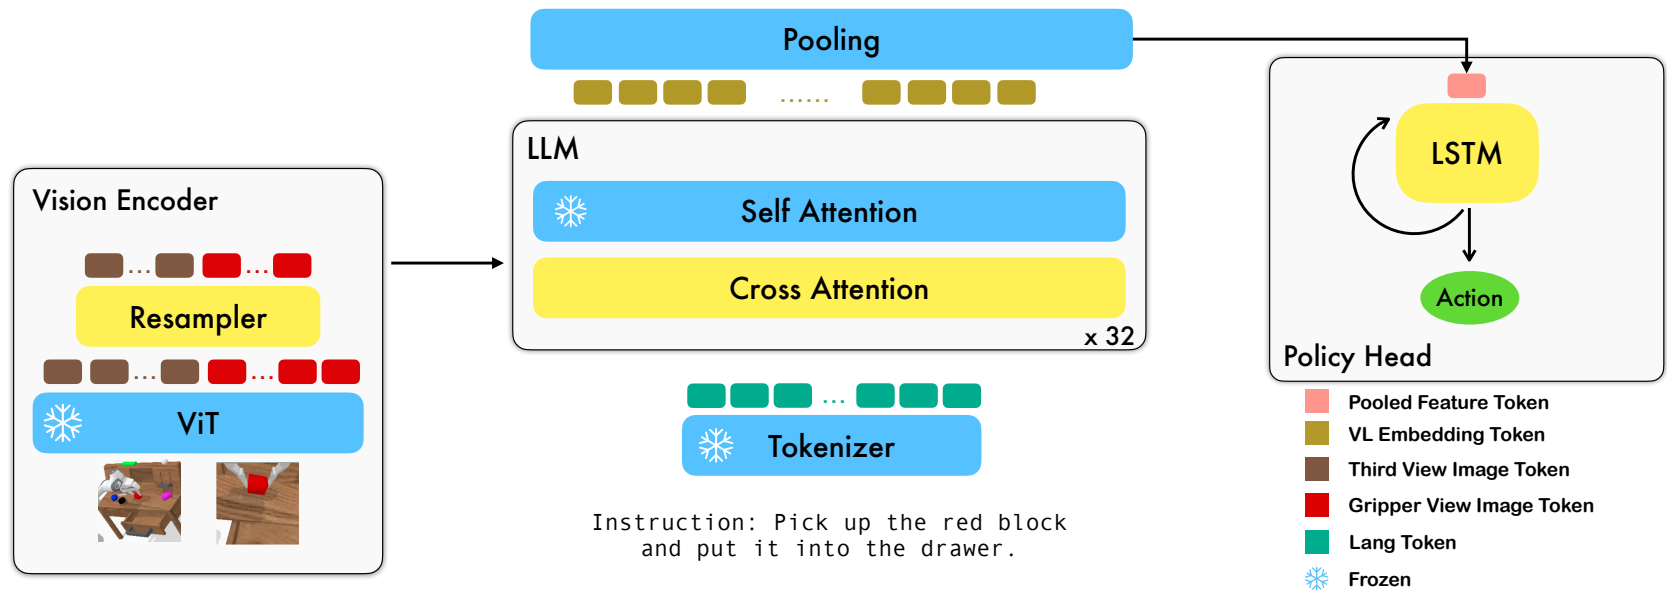 Pooling
......
LLM
Self Attention
Cross Attention
x 32
Vision Encoder
... ...
Resampler
... ...
ViT
...
Tokenizer
Instruction: Pick up the red block
and put it into the drawer.
LSTM
Action
Policy Head
Pooled Feature Token
VL Embedding Token
Third View Image Token
Gripper View Image Token
Lang Token
Frozen